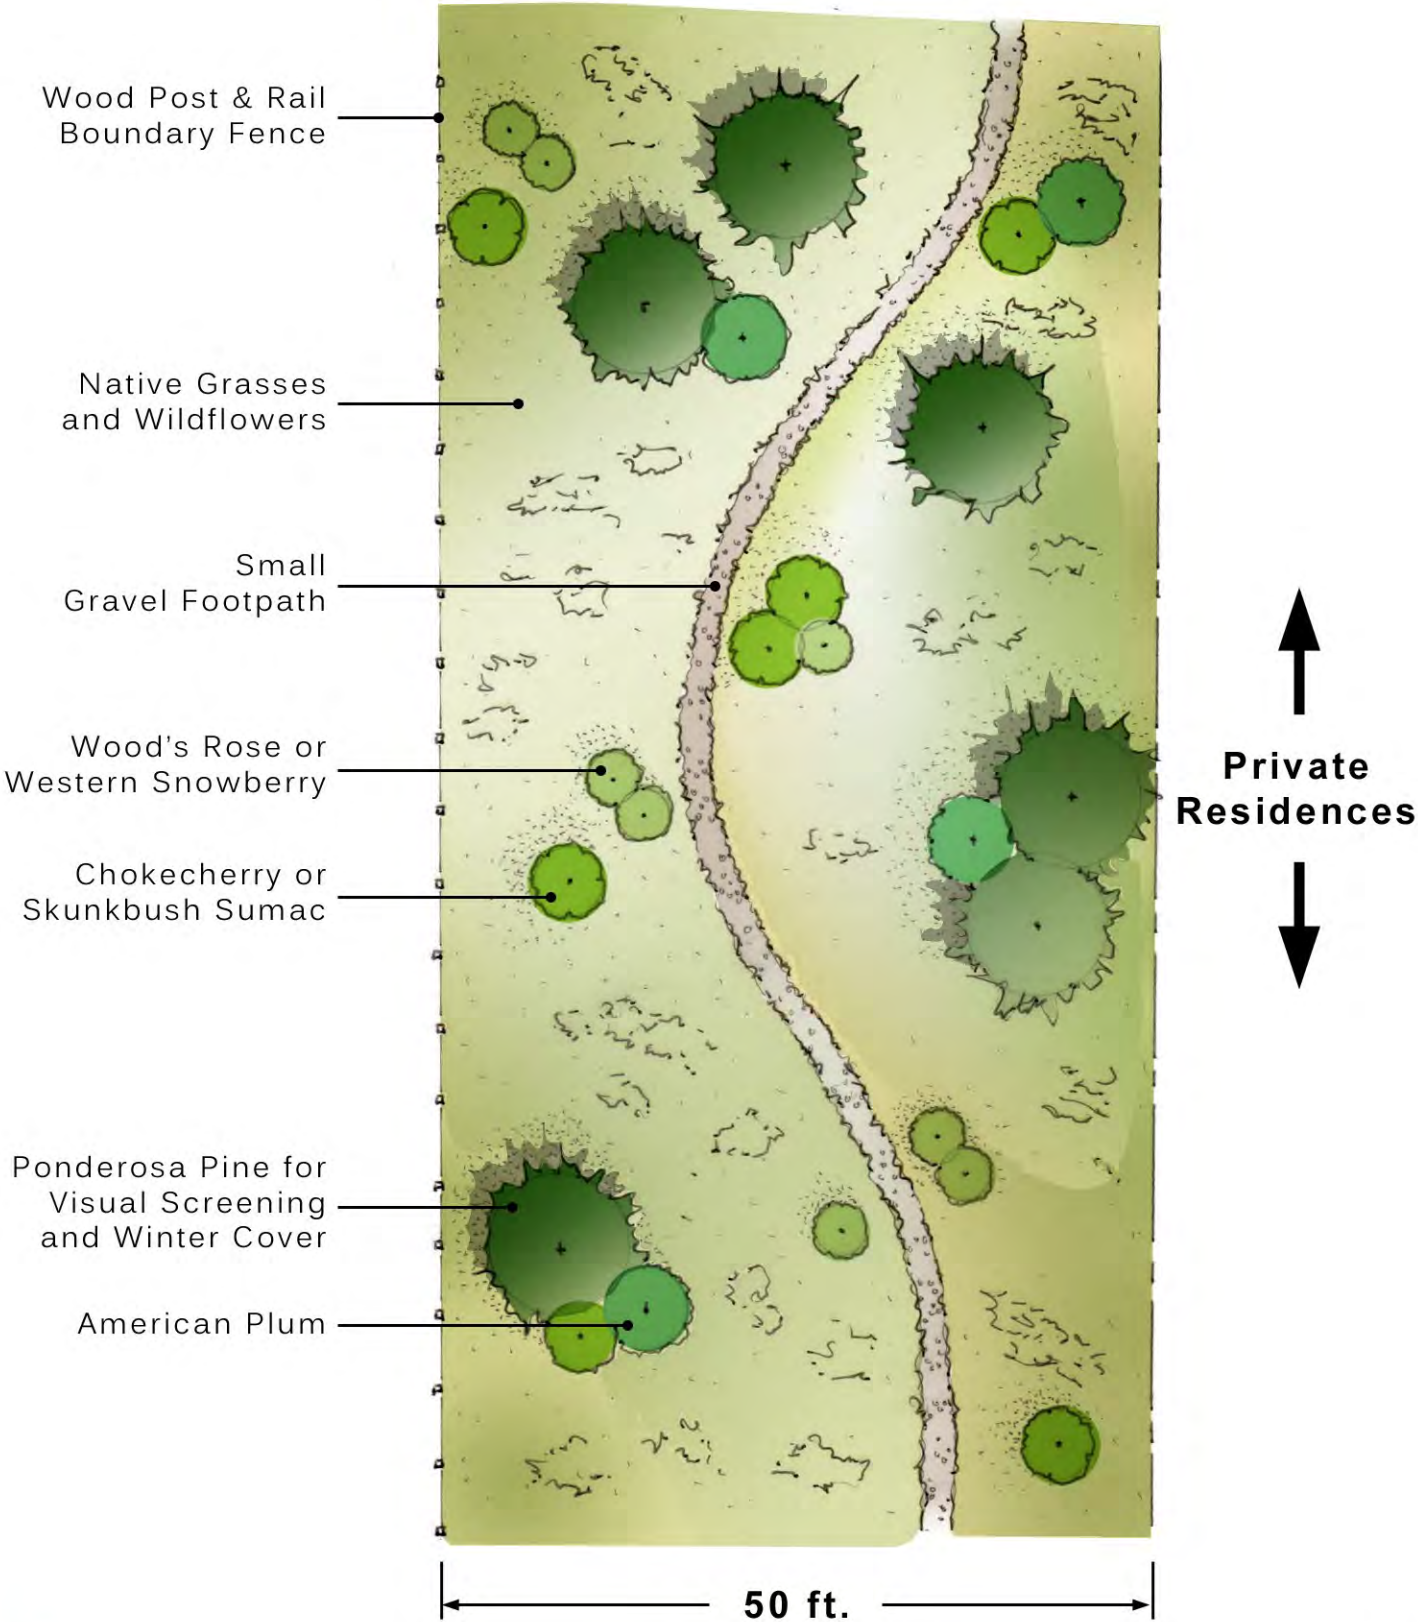 Wood Post & Rail
Boundary Fence
Native Grasses
and Wildflowers
Small
Gravel Footpath
Wood’s Rose or
Western Snowberry
Private
Residences
Chokecherry or
Skunkbush Sumac
Ponderosa Pine for
Visual Screening
and Winter Cover
American Plum
50 ft.